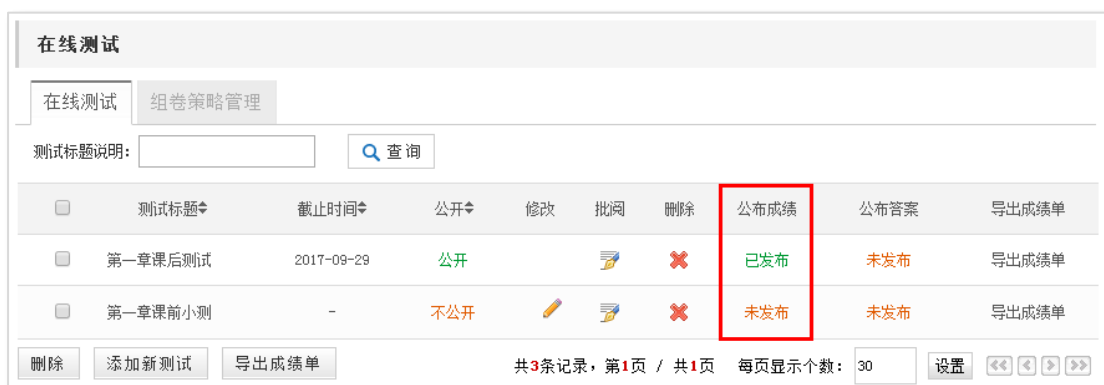 在线测试
在线测试 组卷策略管理
测试标题说明: 查询
测试标题 截止时间 公开 修改 批阅 删除 公布成绩 公布答案 导出成绩单
第一章课后测试 2017-09-29 公开 已发布 未发布 导出成绩单
第一章课前小测 - 不公开 未发布 未发布 导出成绩单
删除 添加新测试 导出成绩单 共3条记录，第1页 / 共1页 每页显示个数: 30 设置